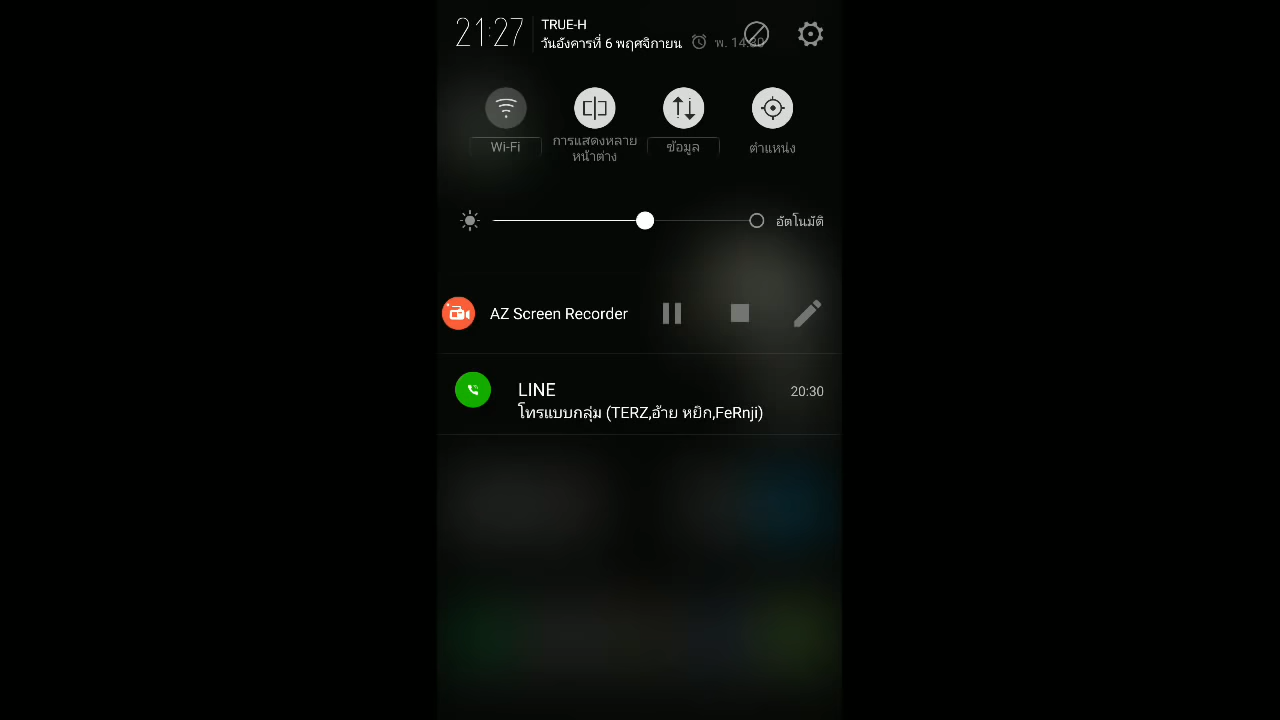 21:27
TRUE-H
วันอังคารที่ 6 พฤศจิกายน
พ. 14:30
Wi-Fi
การแสดงหลาย
หน้าต่าง
ข้อมูล
ตำแหน่ง
อัตโนมัติ
AZ Screen Recorder
LINE
20:30
โทรแบบกลุ่ม (TERZ,อ้าย หยิก,FeRnji)